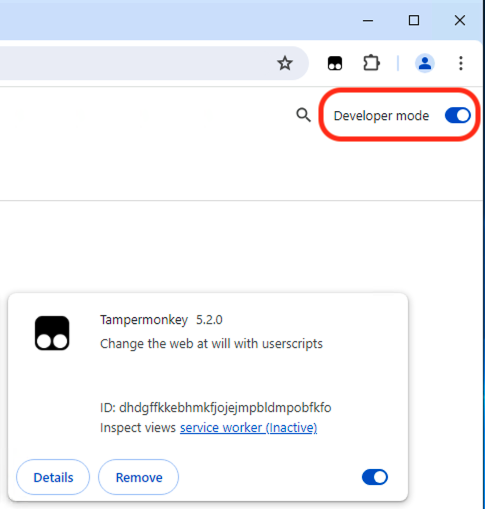 Developer mode
Tampermonkey 5.2.0
Change the web at will with userscripts
ID: dhdgffkkebhmkfjojejmpbldmpobfkfo
Inspect views service worker (Inactive)
Details Remove